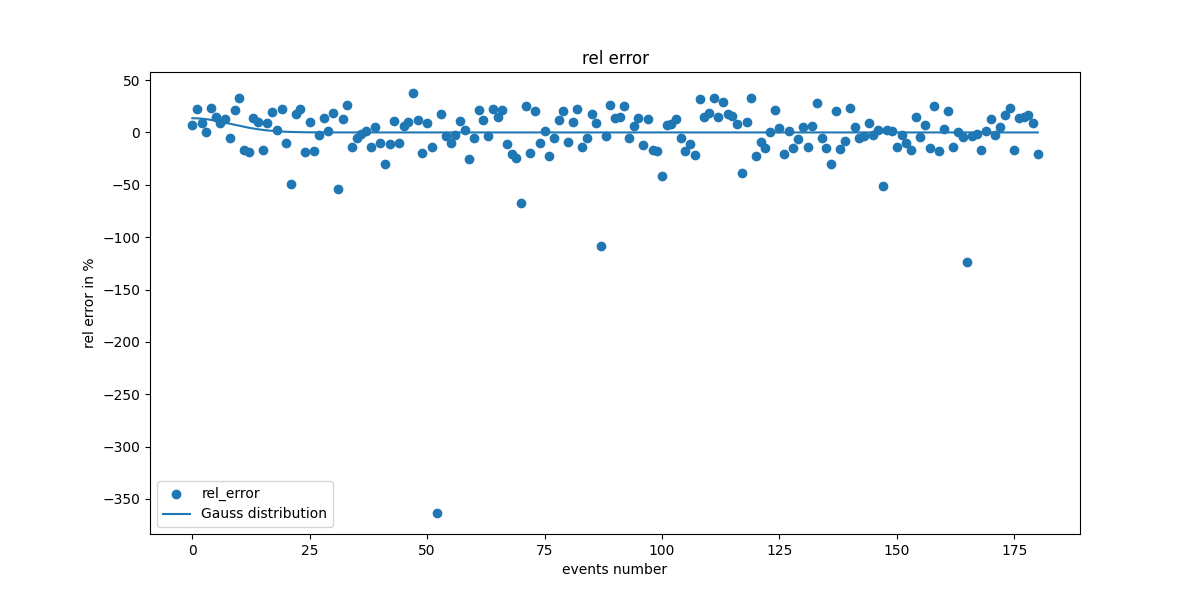 rel error
50
0
−50
−100
−150
−200
−250
−300
−350
rel error in %
rel_error
Gauss distribution
0 25 50 75 100 125 150 175
events number